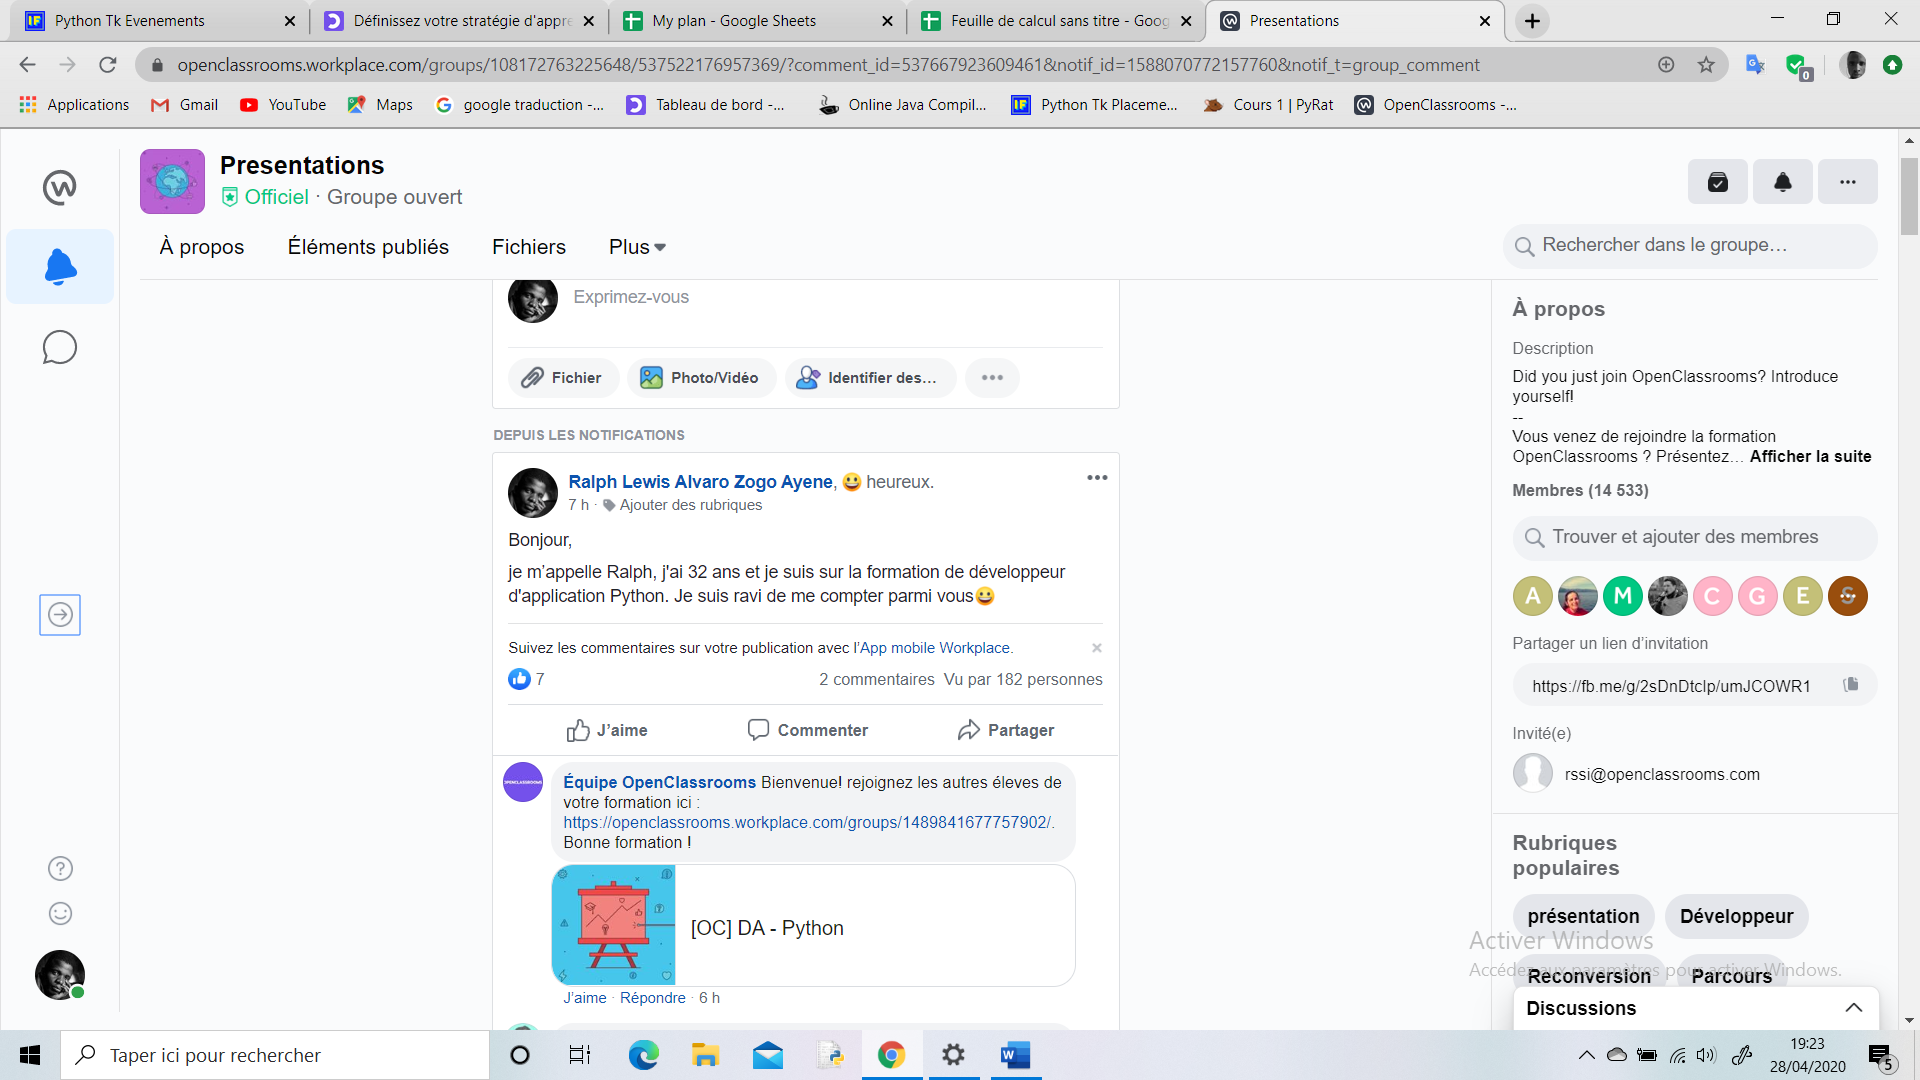 Python Tk Evenements
Définissez votre stratégie d'appre
My plan - Google Sheets
Feuille de calcul sans titre - Goog
Presentations
openclassrooms.workplace.com/groups/108172763225648/537522176957369/?comment_id=537667923609461&notif_id=1588070772157760&notif_t=group_comment
0
Applications
Gmail
YouTube
Maps
google traduction -...
Tableau de bord -...
Online Java Compil...
Python Tk Placeme...
Cours 1 | PyRat
OpenClassrooms -...
Presentations
Officiel · Groupe ouvert
À propos
Éléments publiés
Fichiers
Plus
Rechercher dans le groupe…
Exprimez-vous
Fichier
Photo/Vidéo
Identifier des…
DEPUIS LES NOTIFICATIONS
Ralph Lewis Alvaro Zogo Ayene, 😀 heureux.
7 h · Ajouter des rubriques
Bonjour,
je m’appelle Ralph, j'ai 32 ans et je suis sur la formation de développeur
d'application Python. Je suis ravi de me compter parmi vous😀
Suivez les commentaires sur votre publication avec l’App mobile Workplace.
7
2 commentaires Vu par 182 personnes
J’aime
Commenter
Partager
OPENCLASSROOMS
Équipe OpenClassrooms Bienvenue! rejoignez les autres éleves de
votre formation ici :
https://openclassrooms.workplace.com/groups/1489841677757902/.
Bonne formation !
[OC] DA - Python
J’aime · Répondre · 6 h
À propos
Description
Did you just join OpenClassrooms? Introduce
yourself!
--
Vous venez de rejoindre la formation
OpenClassrooms ? Présentez… Afficher la suite
Membres (14 533)
Trouver et ajouter des membres
A
M
C
G
E
S
Partager un lien d’invitation
https://fb.me/g/2sDnDtcIp/umJCOWR1
Invité(e)
rssi@openclassrooms.com
Rubriques
populaires
présentation
Développeur
Activer Windows
Accédez aux paramètres pour activer Windows.
Reconversion
Parcours
Discussions
Taper ici pour rechercher
19:23
28/04/2020
5